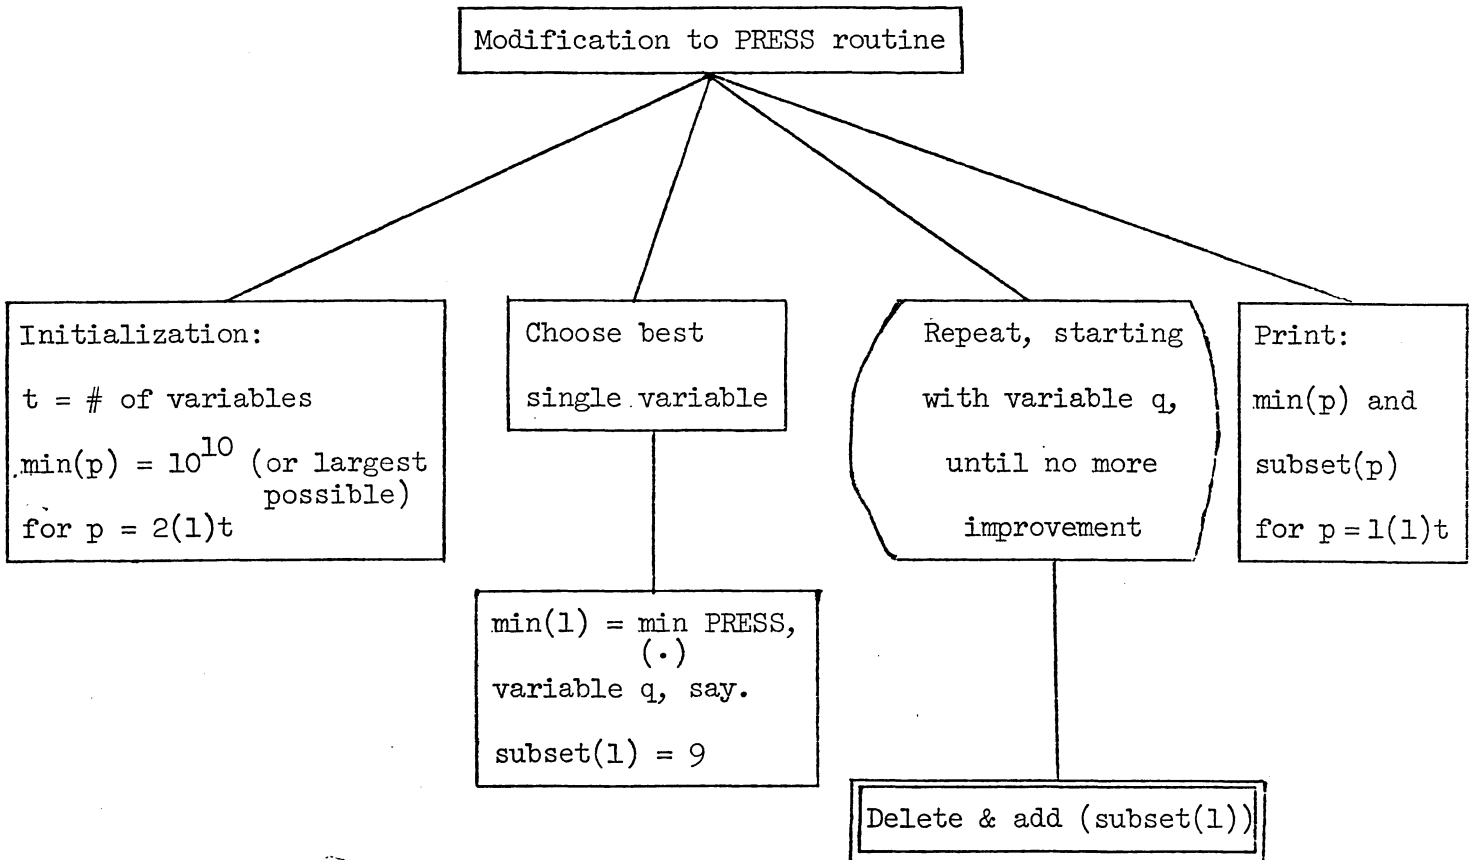 Modification to PRESS routine
Initialization:
t = # of variables
min(p) = 10^10 (or largest
possible)
for p = 2(1)t
Choose best
single variable
min(1) = min PRESS,
(.)
variable q, say.
subset(1) = 9
Repeat, starting
with variable q,
until no more
improvement
Delete & add (subset(1))
Print:
min(p) and
subset(p)
for p = 1(1)t